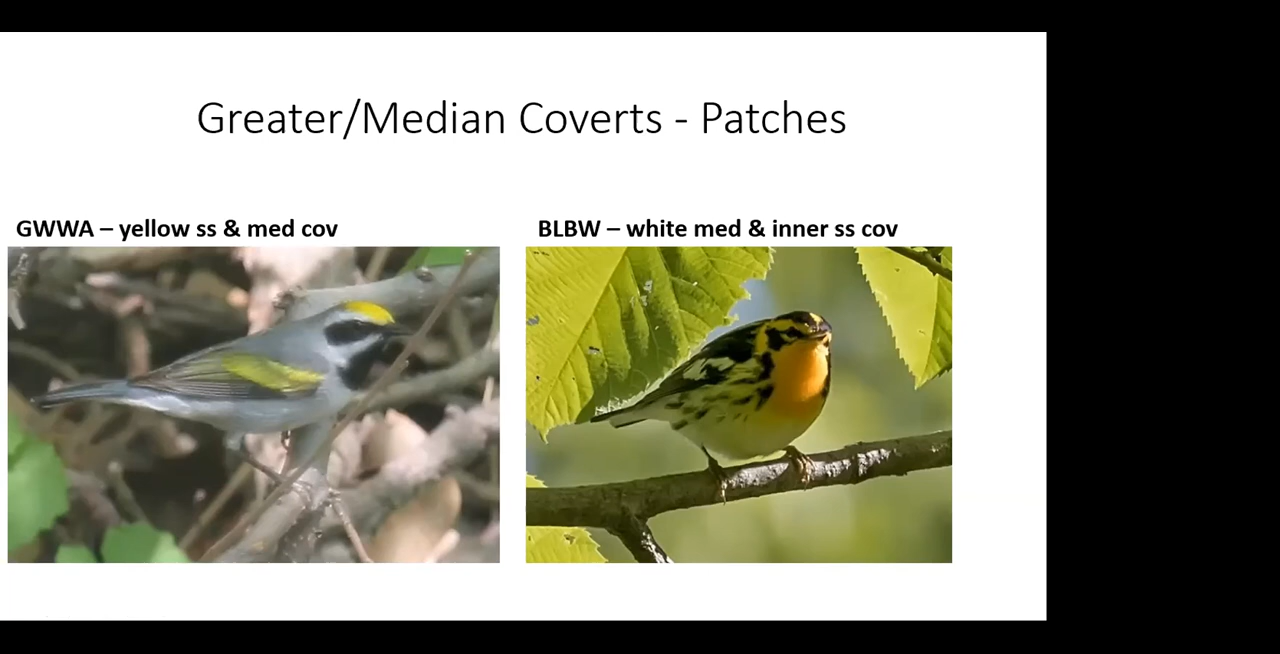 Greater/Median Coverts - Patches
GWWA – yellow ss & med cov
BLBW – white med & inner ss cov